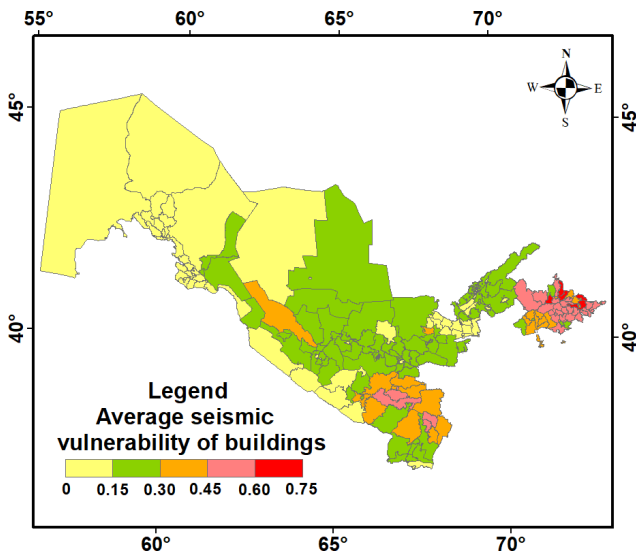 55° 60° 65° 70°
N
W E
S
45° 45°
40° 40°
Legend
Average seismic
vulnerability of buildings
0 0.15 0.30 0.45 0.60 0.75
60° 65° 70°